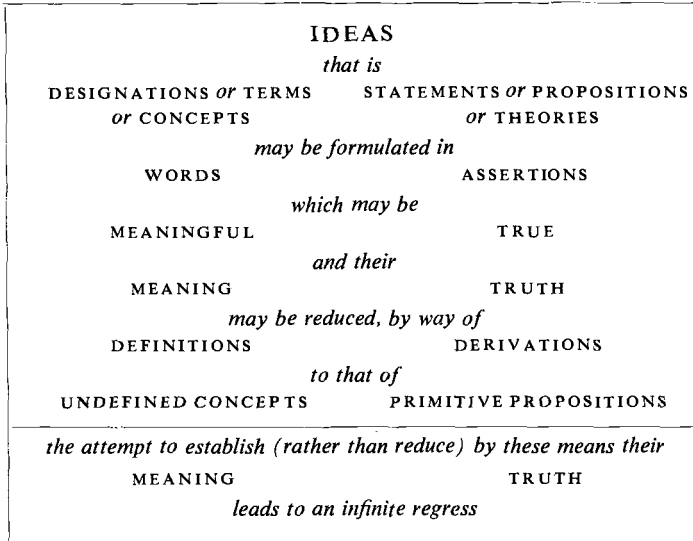 IDEAS
that is
DESIGNATIONS or TERMS STATEMENTS or PROPOSITIONS
or CONCEPTS or THEORIES
may be formulated in
WORDS ASSERTIONS
which may be
MEANINGFUL TRUE
and their
MEANING TRUTH
may be reduced, by way of
DEFINITIONS DERIVATIONS
to that of
UNDEFINED CONCEPTS PRIMITIVE PROPOSITIONS
the attempt to establish (rather than reduce) by these means their
MEANING TRUTH
leads to an infinite regress